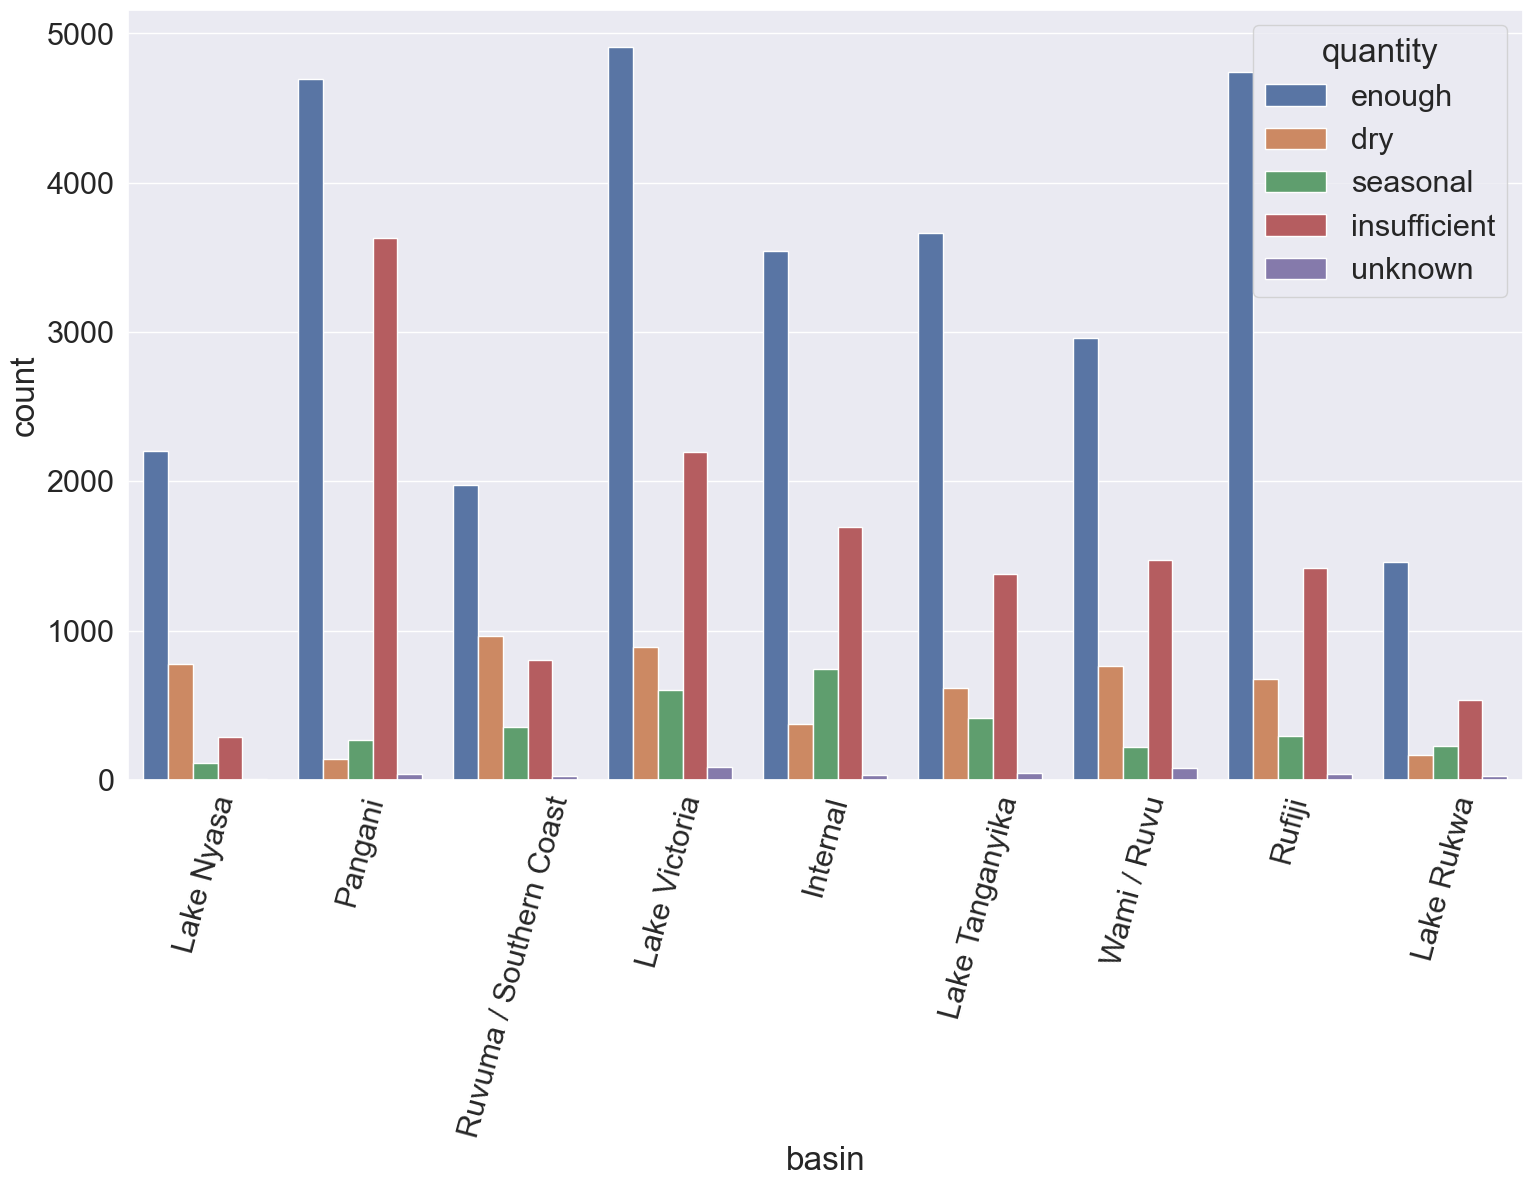 5000
4000
3000
2000
1000
0
count
quantity
enough
dry
seasonal
insufficient
unknown
Lake Nyasa
Pangani
Ruvuma / Southern Coast
Lake Victoria
Internal
Lake Tanganyika
Wami / Ruvu
Rufiji
Lake Rukwa
basin